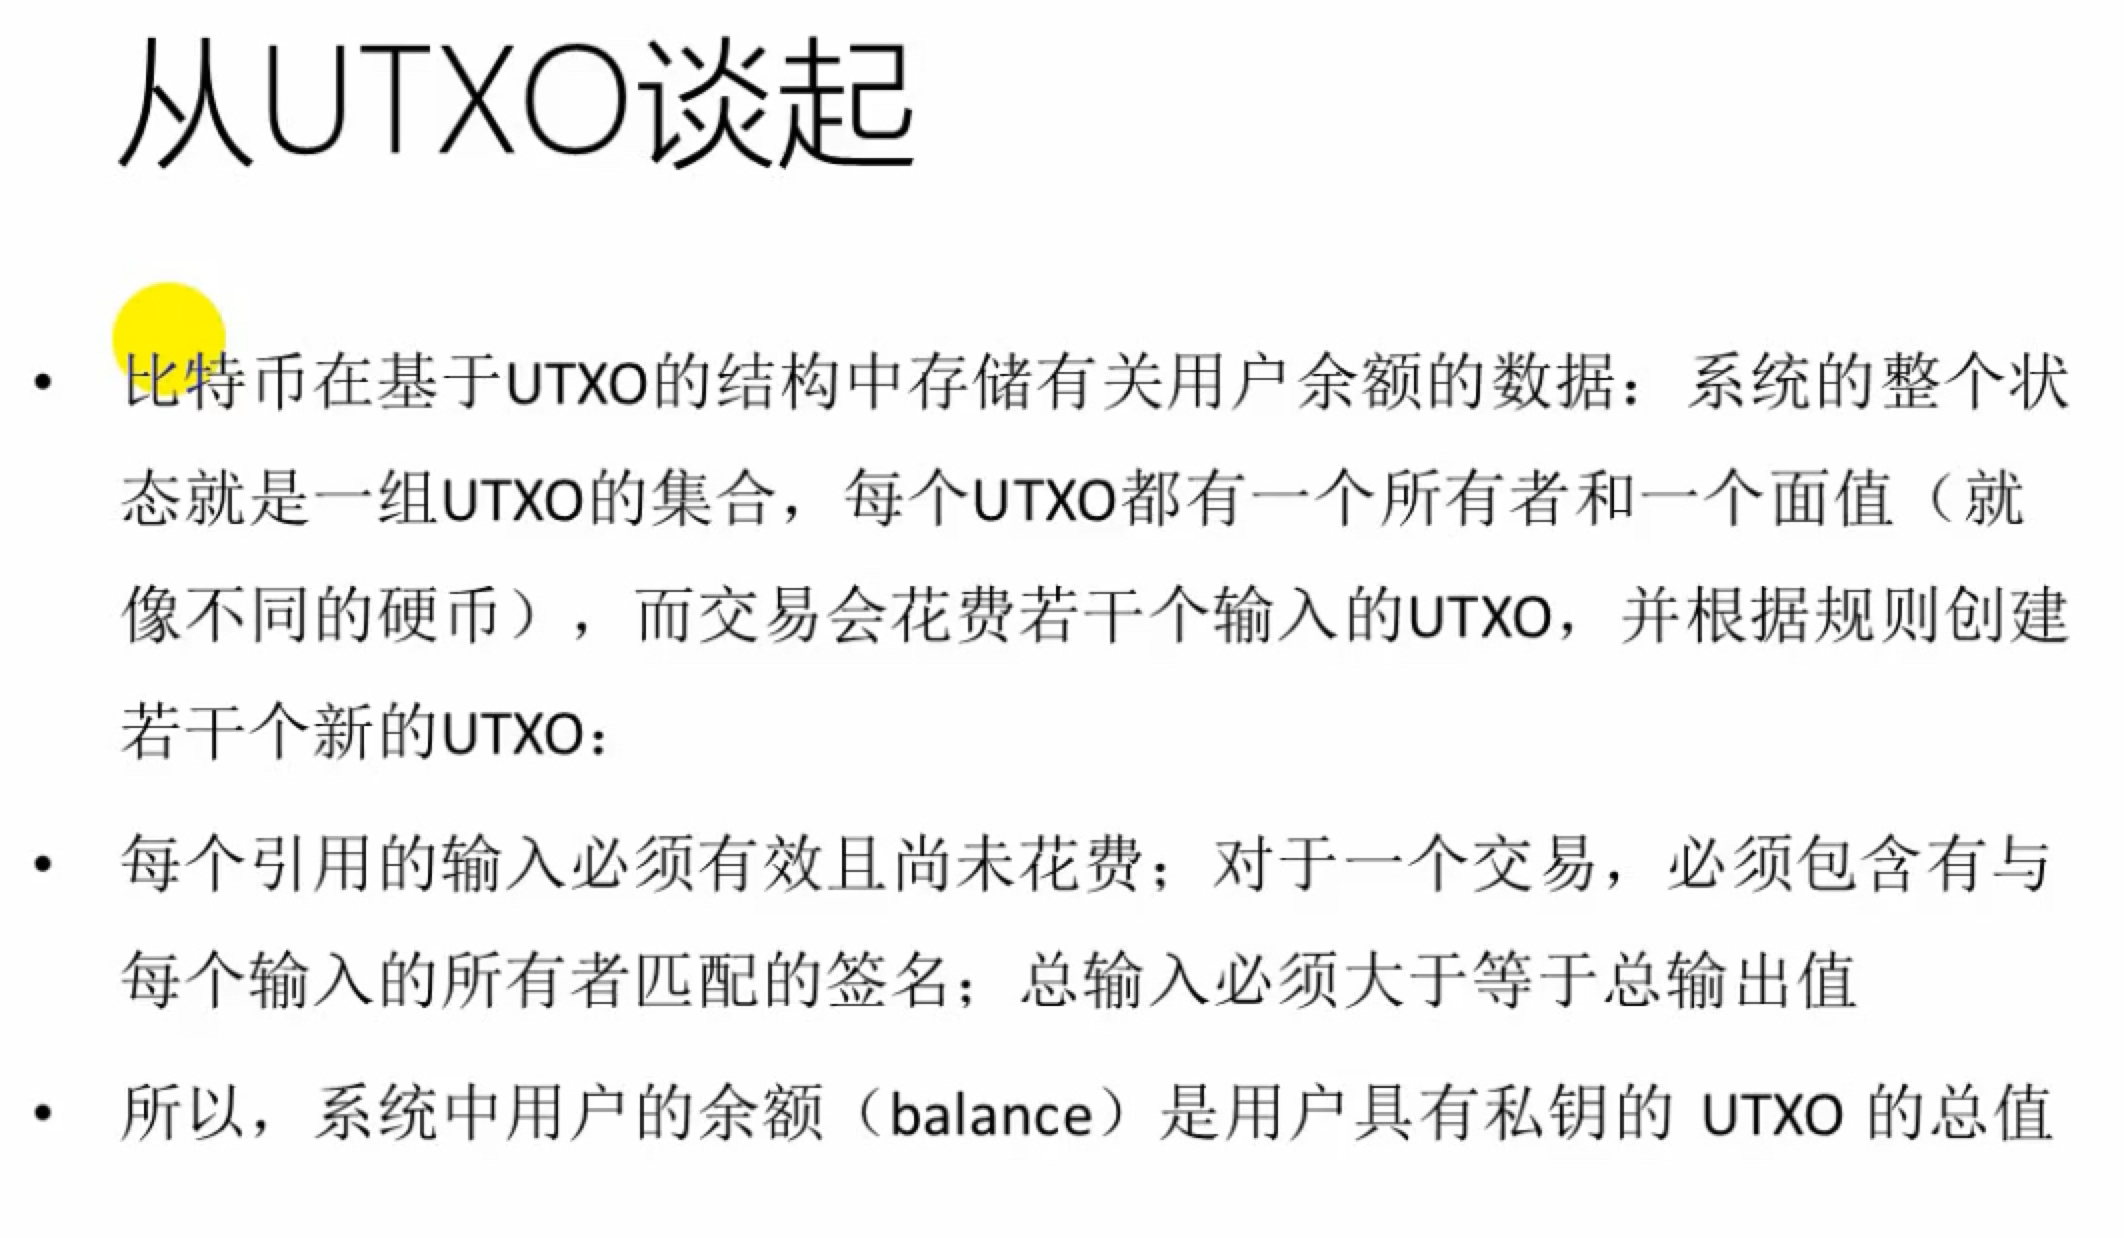 从UTXO谈起
• 比特币在基于UTXO的结构中存储有关用户余额的数据：系统的整个状
态就是一组UTXO的集合，每个UTXO都有一个所有者和一个面值（就
像不同的硬币），而交易会花费若干个输入的UTXO，并根据规则创建
若干个新的UTXO：
• 每个引用的输入必须有效且尚未花费；对于一个交易，必须包含有与
每个输入的所有者匹配的签名；总输入必须大于等于总输出值
• 所以，系统中用户的余额（balance）是用户具有私钥的 UTXO 的总值